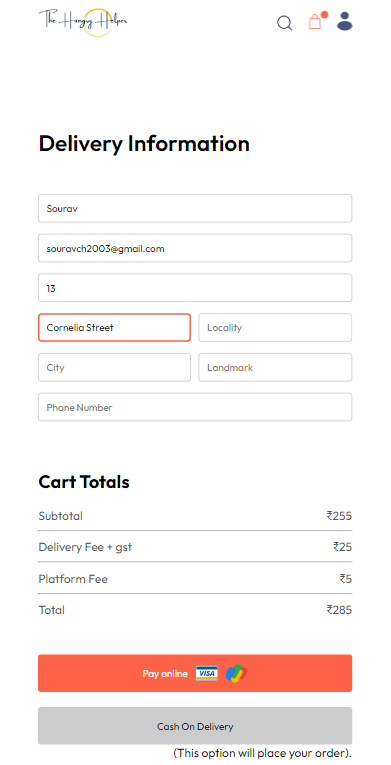 The Hungry Helper
Delivery Information
Sourav
souravch2003@gmail.com
13
Cornelia Street
Locality
City
Landmark
Phone Number
Cart Totals
Subtotal ₹255
Delivery Fee + gst ₹25
Platform Fee ₹5
Total ₹285
Pay online VISA
Cash On Delivery
(This option will place your order).